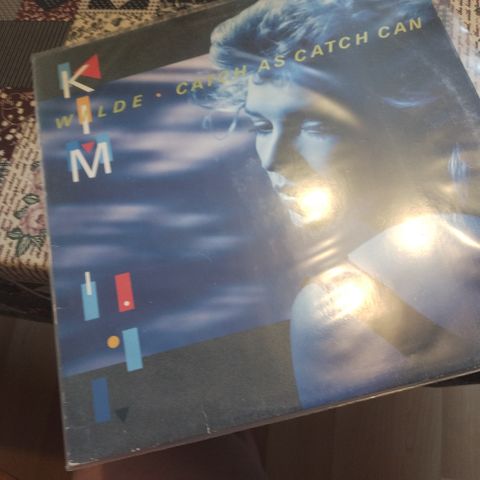 KIM
WILDE • CATCH AS CATCH CAN